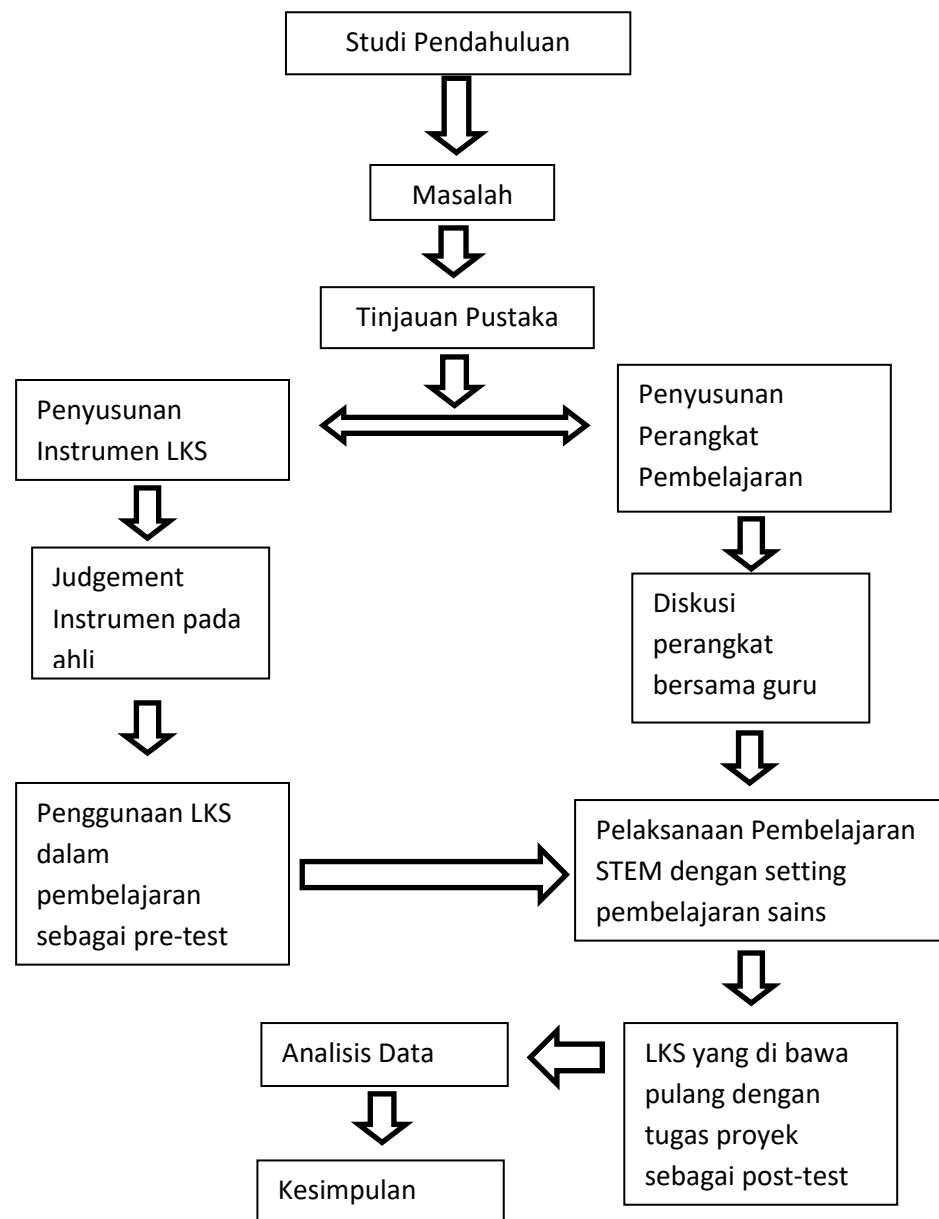 Studi Pendahuluan
Masalah
Tinjauan Pustaka
Penyusunan
Instrumen LKS
Penyusunan
Perangkat
Pembelajaran
Judgement
Instrumen pada
ahli
Diskusi
perangkat
bersama guru
Penggunaan LKS
dalam
pembelajaran
sebagai pre-test
Pelaksanaan Pembelajaran
STEM dengan setting
pembelajaran sains
Analisis Data
LKS yang di bawa
pulang dengan
tugas proyek
sebagai post-test
Kesimpulan